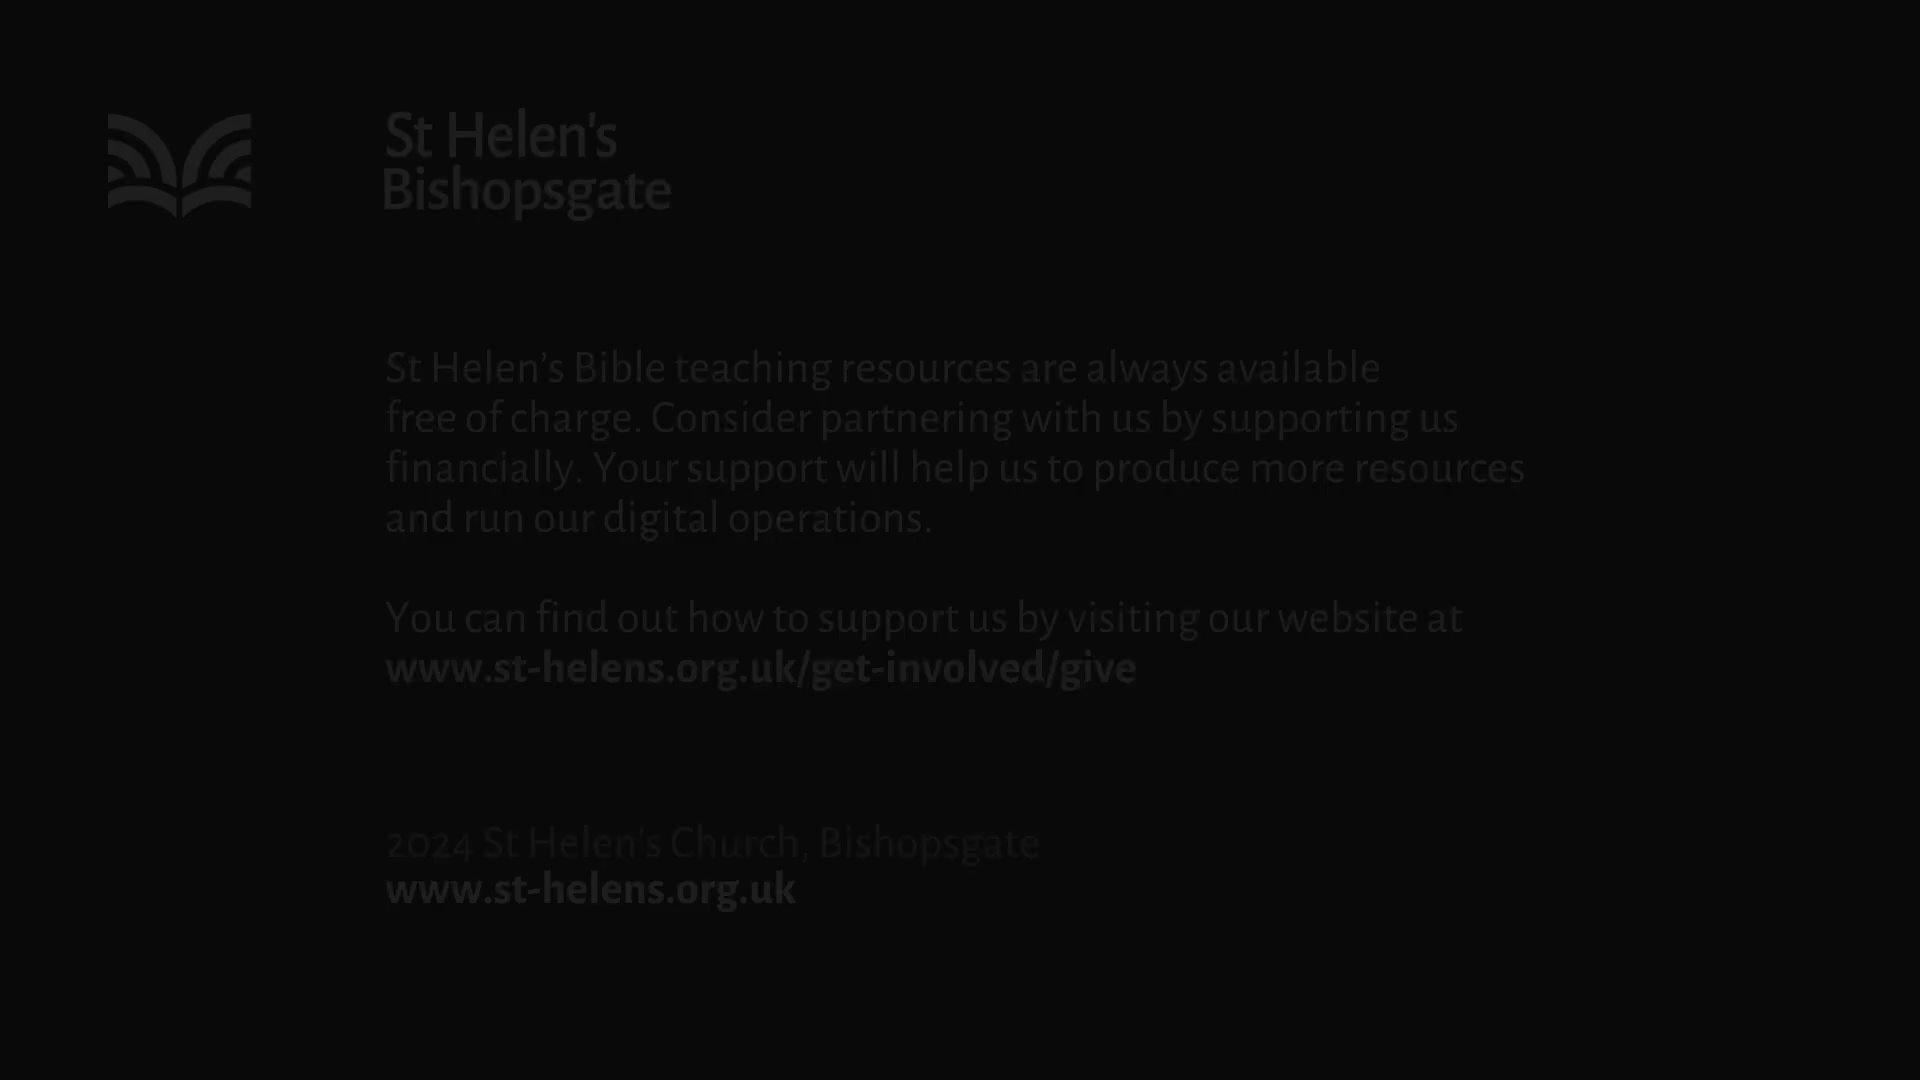 St Helen's
Bishopsgate
St Helen’s Bible teaching resources are always available
free of charge. Consider partnering with us by supporting us
financially. Your support will help us to produce more resources
and run our digital operations.
You can find out how to support us by visiting our website at
www.st-helens.org.uk/get-involved/give
2024 St Helen's Church, Bishopsgate
www.st-helens.org.uk